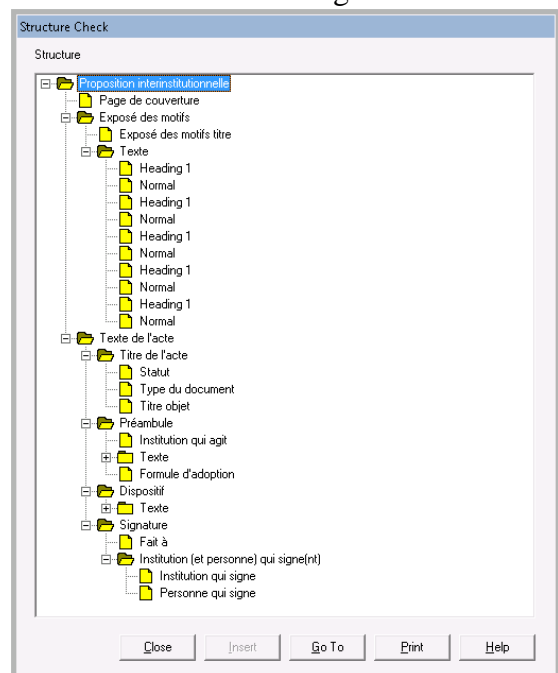 Structure Check
Structure
Proposition interinstitutionnelle
Page de couverture
Exposé des motifs
Exposé des motifs titre
Texte
Heading 1
Normal
Heading 1
Normal
Heading 1
Normal
Heading 1
Normal
Heading 1
Normal
Texte de l'acte
Titre de l'acte
Statut
Type du document
Titre objet
Préambule
Institution qui agit
Texte
Formule d'adoption
Dispositif
Texte
Signature
Fait à
Institution (et personne) qui signe(nt)
Institution qui signe
Personne qui signe
Close Insert Go To Print Help